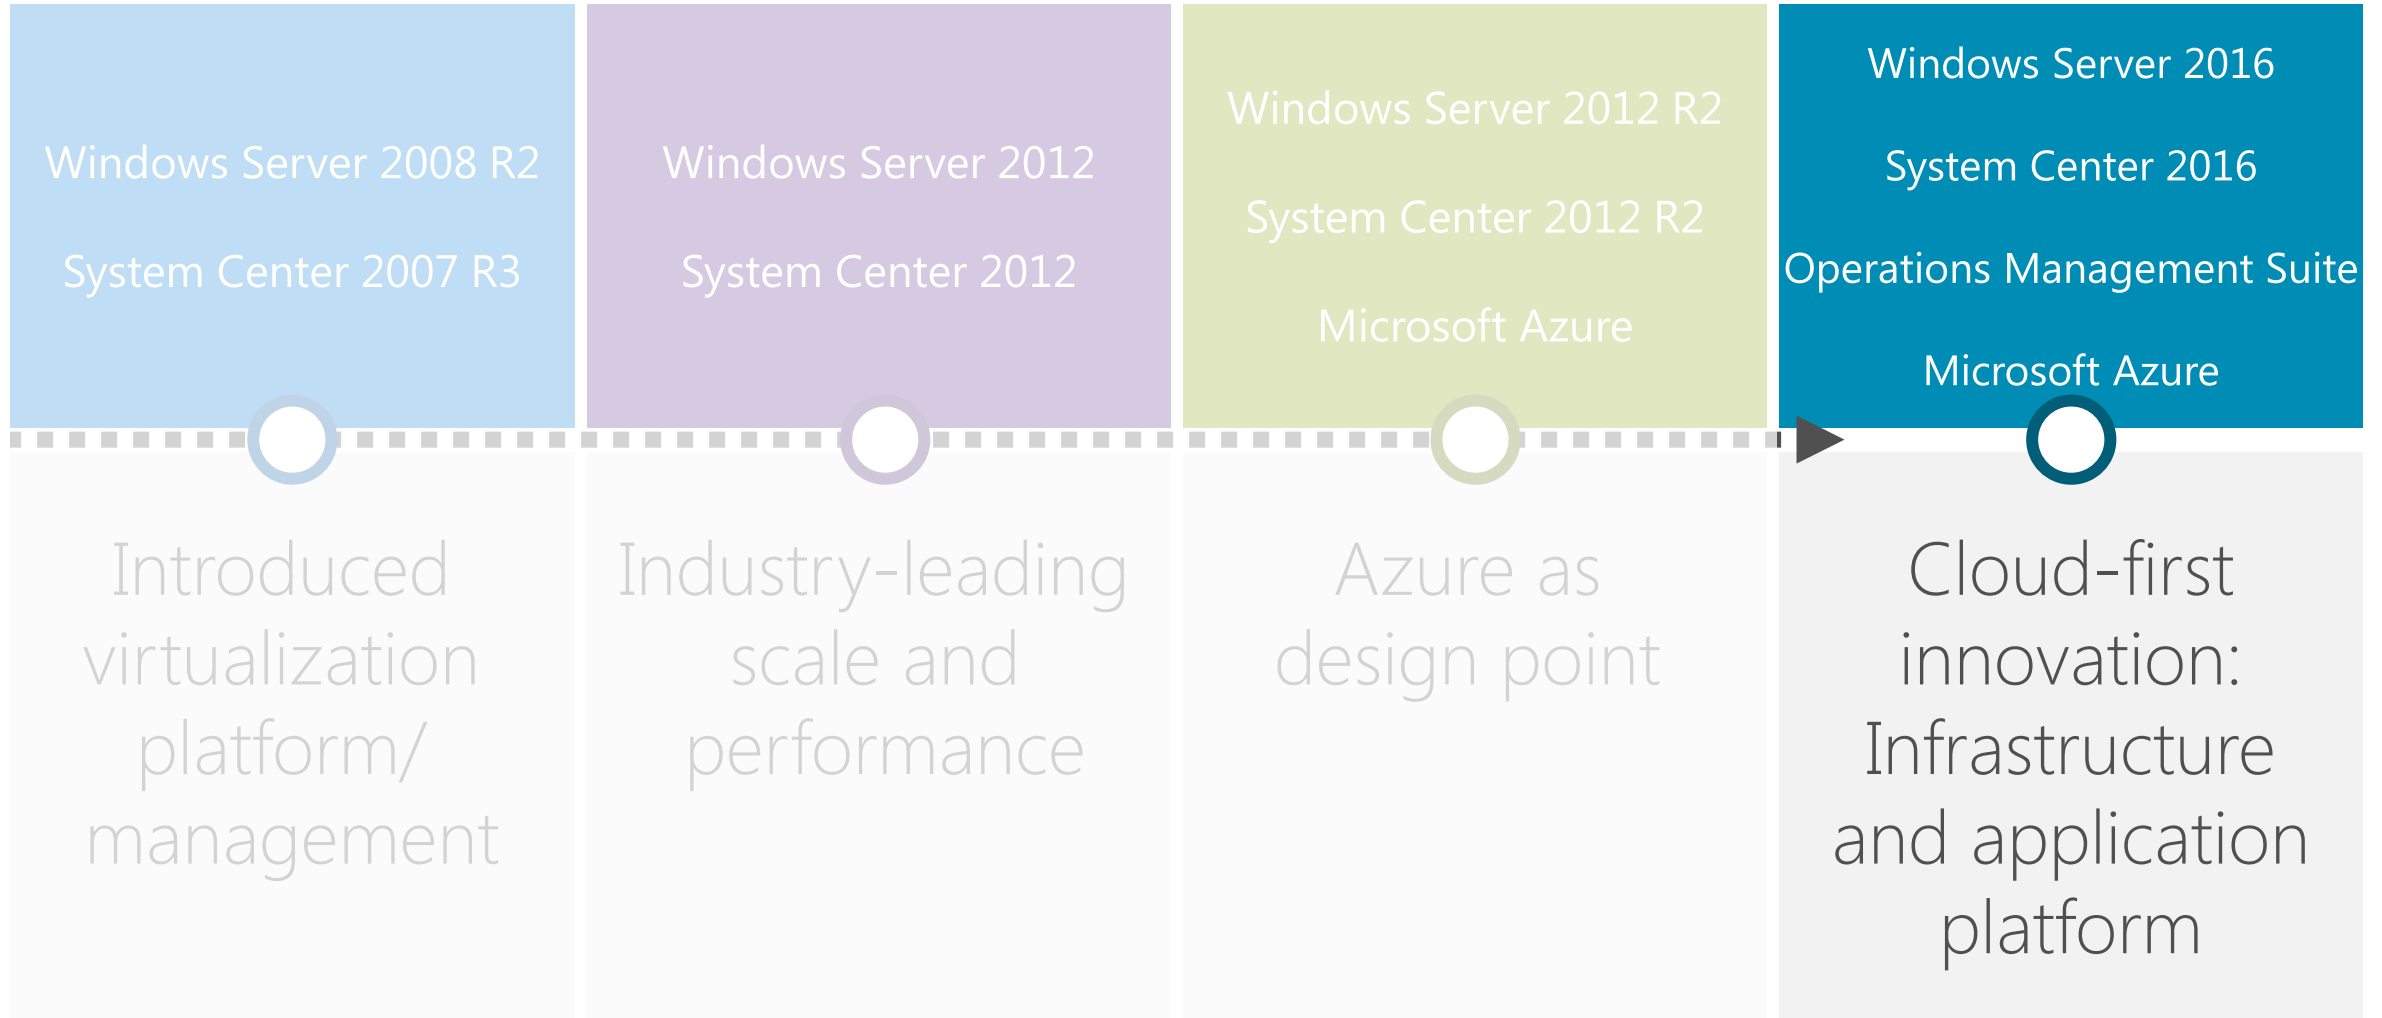 Windows Server 2008 R2
System Center 2007 R3
Introduced
virtualization
platform/
management
Windows Server 2012
System Center 2012
Industry-leading
scale and
performance
Windows Server 2012 R2
System Center 2012 R2
Microsoft Azure
Azure as
design point
Windows Server 2016
System Center 2016
Operations Management Suite
Microsoft Azure
Cloud-first
innovation:
Infrastructure
and application
platform